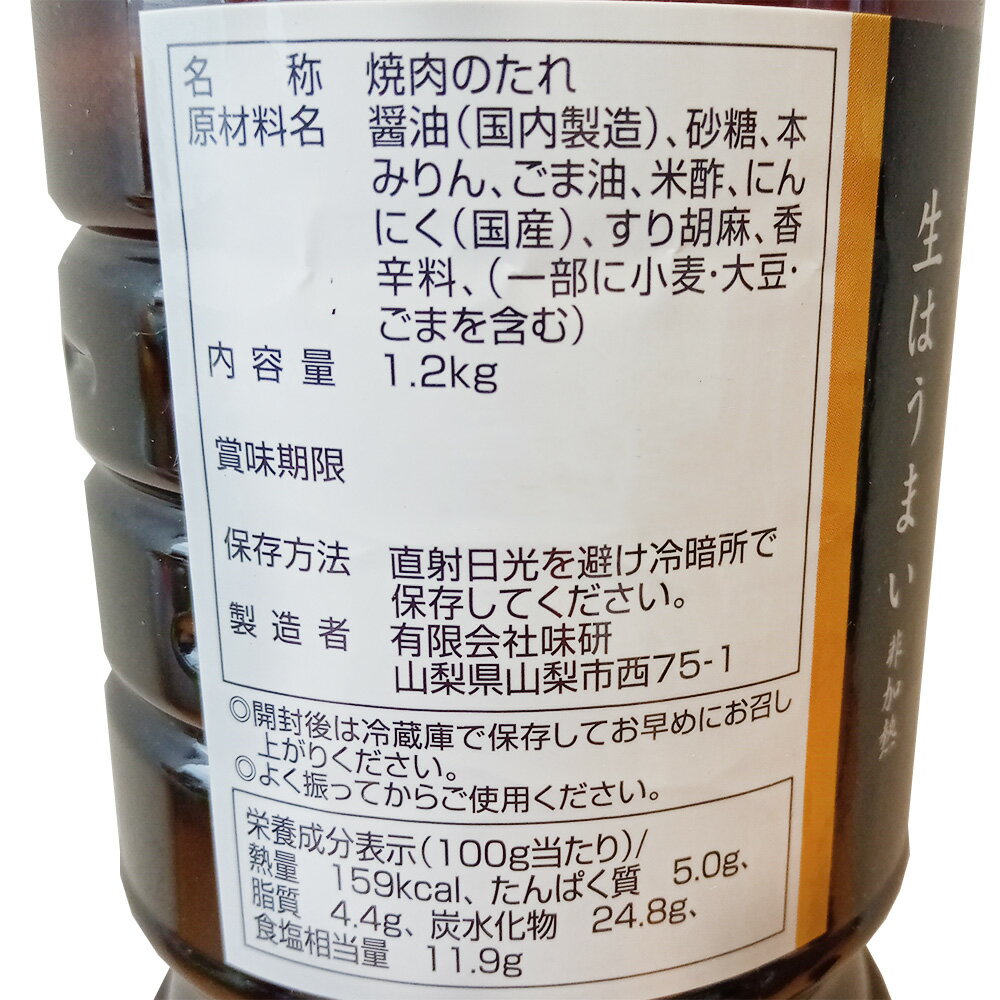 名称 焼肉のたれ
原材料名 醤油(国内製造)、砂糖、本
みりん、ごま油、米酢、にん
にく(国産)、すり胡麻、香
辛料、(一部に小麦・大豆・
ごまを含む)
内容量 1.2kg
賞味期限
保存方法 直射日光を避け冷暗所で
保存してください。
製造者 有限会社味研
山梨県山梨市西75-1
◎開封後は冷蔵庫で保存してお早めにお召し
上がりください。
◎よく振ってからご使用ください。
栄養成分表示(100g当たり)/
熱量 159kcal、たんぱく質 5.0g、
脂質 4.4g、炭水化物 24.8g、
食塩相当量 11.9g
生はうまい 非加熱